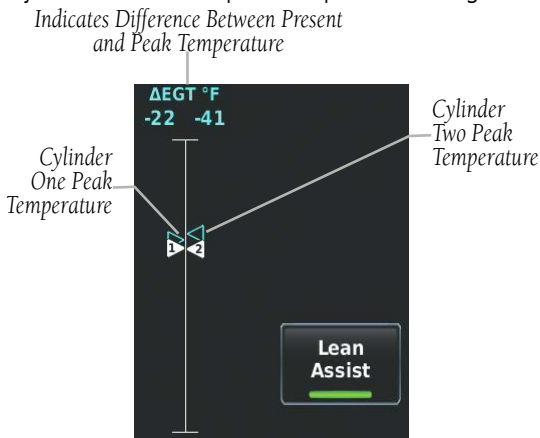 Indicates Difference Between Present
and Peak Temperature
ΔEGT °F
-22 -41
Cylinder
Two Peak
Temperature
Cylinder
One Peak
Temperature
1 2
Lean
Assist